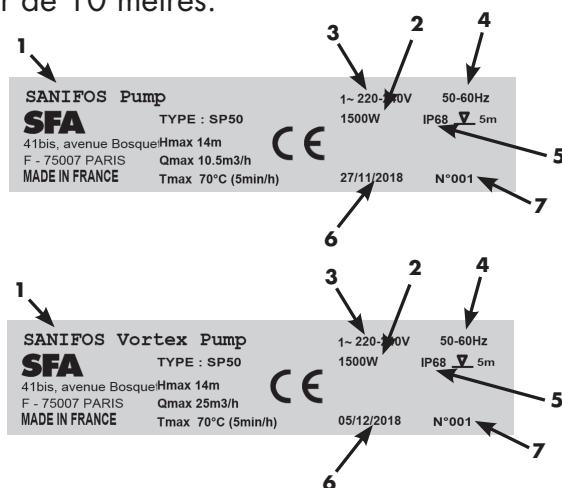 r de 10 mètres.
1 3 2 4
SANIFOS Pump 1~ 220-240V 50-60Hz
SFA TYPE : SP50 1500W IP68 5m
41bis, avenue Bosquet Hmax 14m CE
F - 75007 PARIS Qmax 10.5m3/h
MADE IN FRANCE Tmax 70°C (5min/h) 27/11/2018 N°001
5
6 7
1 3 2 4
SANIFOS Vortex Pump 1~ 220-240V 50-60Hz
SFA TYPE : SP50 1500W IP68 5m
41bis, avenue Bosquet Hmax 14m CE
F - 75007 PARIS Qmax 25m3/h
MADE IN FRANCE Tmax 70°C (5min/h) 05/12/2018 N°001
5
6 7